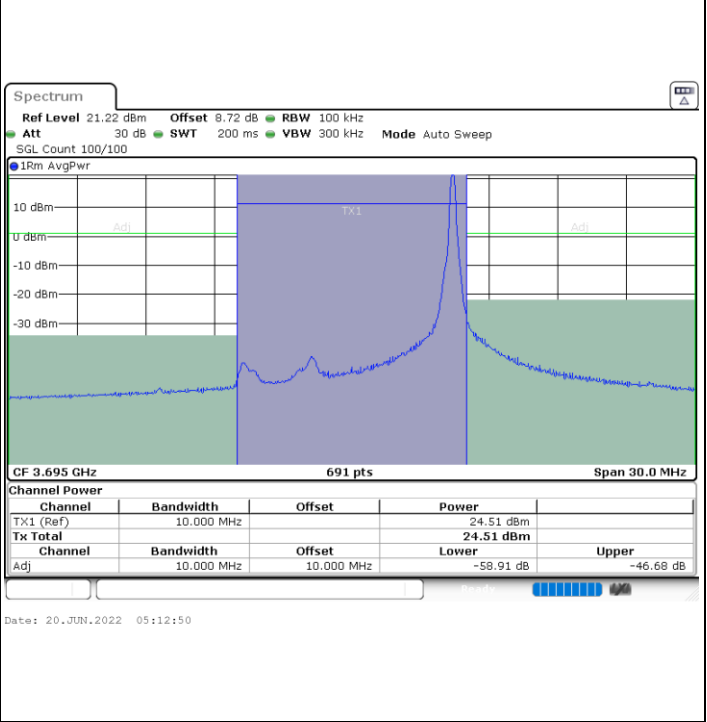 Spectrum
Ref Level 21.22 dBm Offset 8.72 dB RBW 100 kHz
Att 30 dB SWT 200 ms VBW 300 kHz Mode Auto Sweep
SGL Count 100/100
1Rm AvgPwr
10 dBm
TX1
Adj
Adj
0 dBm
-10 dBm
-20 dBm
-30 dBm
CF 3.695 GHz 691 pts Span 30.0 MHz
Channel Power
Channel Bandwidth Offset Power
TX1 (Ref) 10.000 MHz 24.51 dBm
Tx Total 24.51 dBm
Channel Bandwidth Offset Lower Upper
Adj 10.000 MHz 10.000 MHz -58.91 dB -46.68 dB
Ready
Date: 20.JUN.2022 05:12:50